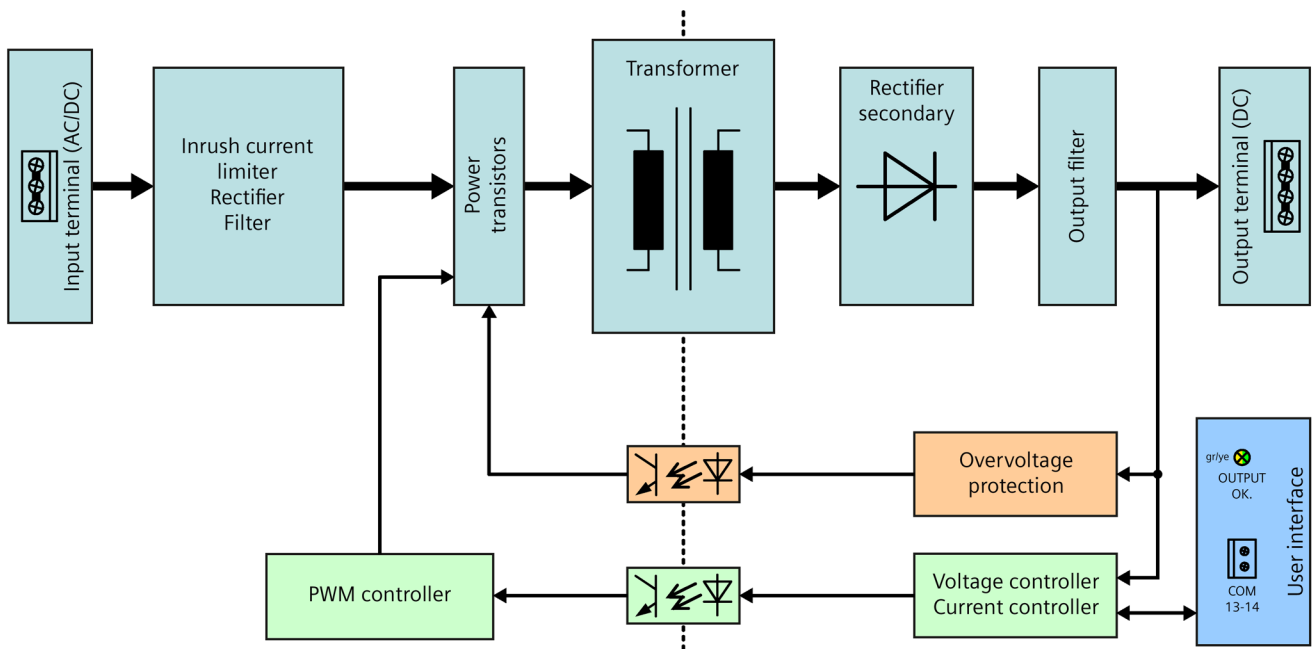 Input terminal (AC/DC)
Inrush current
limiter
Rectifier
Filter
Power
transistors
Transformer
Rectifier
secondary
Output filter
Output terminal (DC)
Overvoltage
protection
gr/ye
OUTPUT
OK.
COM
13-14
User interface
PWM controller
Voltage controller
Current controller